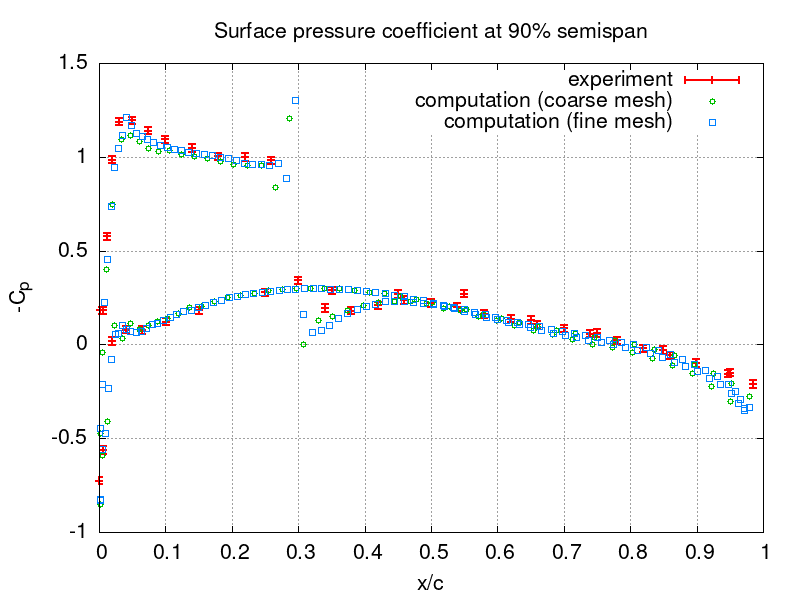 Surface pressure coefficient at 90% semispan
experiment
computation (coarse mesh)
computation (fine mesh)
1.5
1
0.5
0
-0.5
-1
-Cp
0 0.1 0.2 0.3 0.4 0.5 0.6 0.7 0.8 0.9 1
x/c